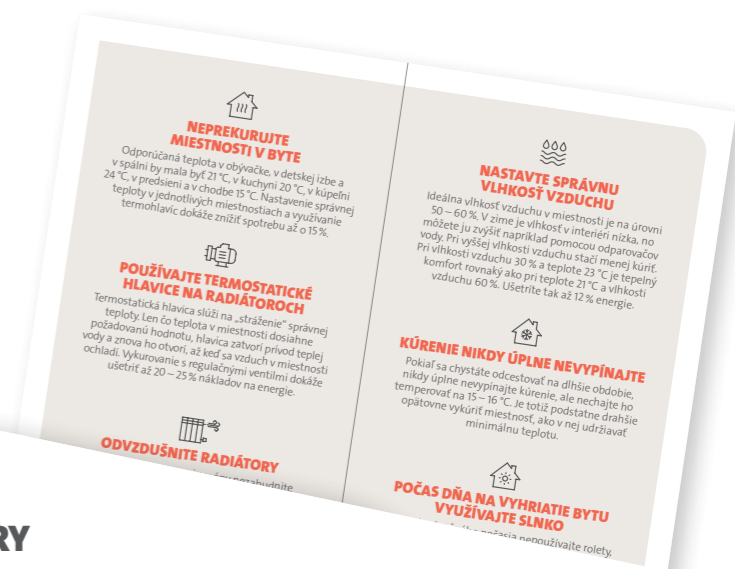 NEPREKURUJTE
MIESTNOSTI V BYTE
Odporúčaná teplota v obývačke, v detskej izbe a
v spálni by mala byť 21 °C, v kuchyni 20 °C, v kúpeľni
24 °C, v predsieni a v chodbe 15 °C. Nastavenie správnej
teploty v jednotlivých miestnostiach a využívanie
termohlavíc dokáže znížiť spotrebu až o 15 %.
POUŽÍVAJTE TERMOSTATICKÉ
HLAVICE NA RADIÁTOROCH
Termostatická hlavica slúži na „stráženie“ správnej
teploty. Len čo teplota v miestnosti dosiahne
požadovanú hodnotu, hlavica zatvorí prívod teplej
vody a znova ho otvorí, až keď sa vzduch v miestnosti
ochladí. Vykurovanie s regulačnými ventilmi dokáže
ušetriť až 20 – 25 % nákladov na energie.
ODVZDUŠNITE RADIÁTORY
nezabudnite
NASTAVTE SPRÁVNU
VLHKOSŤ VZDUCHU
Ideálna vlhkosť vzduchu v miestnosti je na úrovni
50 – 60 %. V zime je vlhkosť v interiéri nízka, no
môžete ju zvýšiť napríklad pomocou odparovačov
vody. Pri vyššej vlhkosti vzduchu stačí menej kúriť.
Pri vlhkosti vzduchu 30 % a teplote 23 °C je tepelný
komfort rovnaký ako pri teplote 21 °C a vlhkosti
vzduchu 60 %. Ušetríte tak až 12 % energie.
KÚRENIE NIKDY ÚPLNE NEVYPÍNAJTE
Pokiaľ sa chystáte odcestovať na dlhšie obdobie,
nikdy úplne nevypínajte kúrenie, ale nechajte ho
temperovať na 15 – 16 °C. Je totiž podstatne drahšie
opätovne vykúriť miestnosť, ako v nej udržiavať
minimálnu teplotu.
POČAS DŇA NA VYHRIATIE BYTU
VYUŽÍVAJTE SLNKO
počasia nepoužívajte rolety,
RY